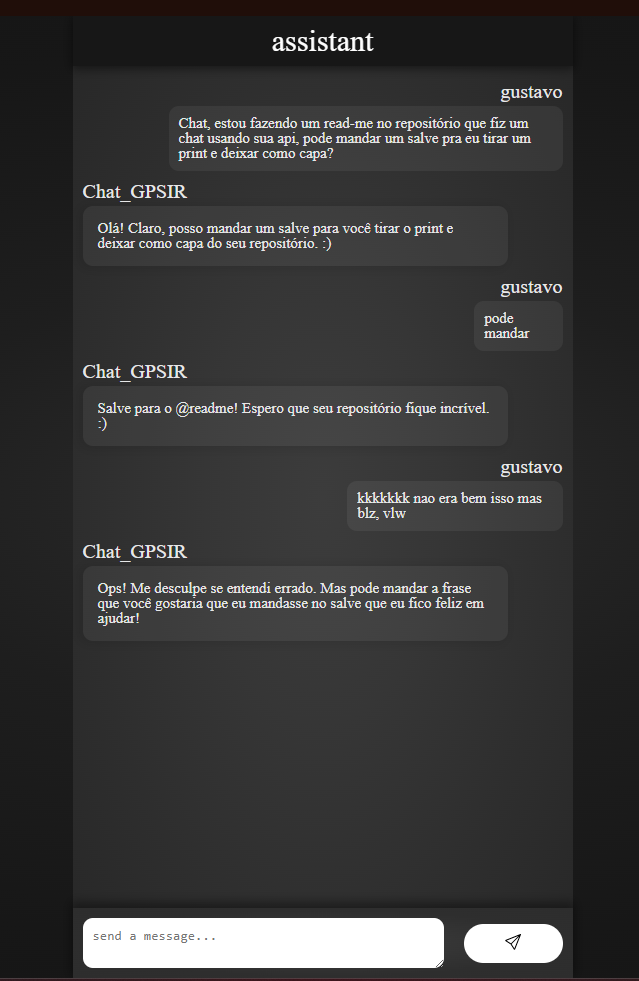 assistant
gustavo
Chat, estou fazendo um read-me no repositório que fiz um
chat usando sua api, pode mandar um salve pra eu tirar um
print e deixar como capa?
Chat_GPSIR
Olá! Claro, posso mandar um salve para você tirar o print e
deixar como capa do seu repositório. :)
gustavo
pode
mandar
Chat_GPSIR
Salve para o @readme! Espero que seu repositório fique incrível.
:)
gustavo
kkkkkkk nao era bem isso mas
blz, vlw
Chat_GPSIR
Ops! Me desculpe se entendi errado. Mas pode mandar a frase
que você gostaria que eu mandasse no salve que eu fico feliz em
ajudar!
send a message...